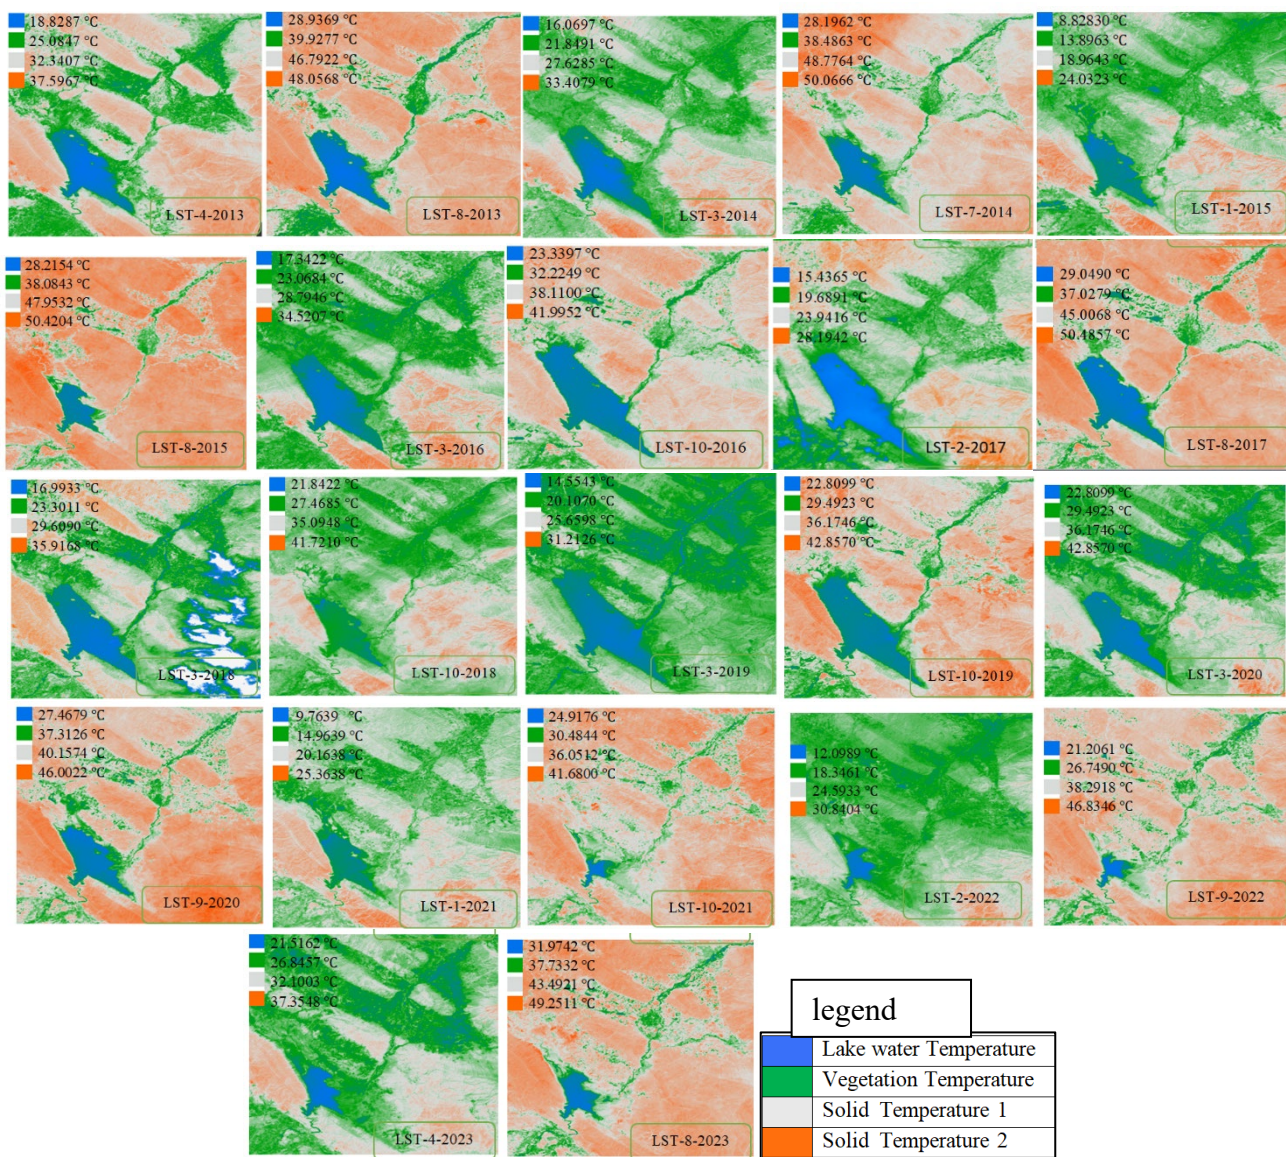 18.8287 °C
25.0847 °C
32.3407 °C
37.5967 °C
LST-4-2013
28.9369 °C
39.9277 °C
46.7922 °C
48.0568 °C
LST-8-2013
16.0697 °C
21.8491 °C
27.6285 °C
33.4079 °C
LST-3-2014
28.1962 °C
38.4863 °C
48.7764 °C
50.0666 °C
LST-7-2014
8.82830 °C
13.8963 °C
18.9643 °C
24.0323 °C
LST-1-2015
28.2154 °C
38.0843 °C
47.9532 °C
50.4204 °C
LST-8-2015
17.3422 °C
23.0684 °C
28.7946 °C
34.5207 °C
LST-3-2016
23.3397 °C
32.2249 °C
38.1100 °C
41.9952 °C
LST-10-2016
15.4365 °C
19.6891 °C
23.9416 °C
28.1942 °C
LST-2-2017
29.0490 °C
37.0279 °C
45.0068 °C
50.4857 °C
LST-8-2017
16.9933 °C
23.3011 °C
29.6090 °C
35.9168 °C
LST-3-2018
21.8422 °C
27.4685 °C
35.0948 °C
41.7210 °C
LST-10-2018
14.5543 °C
20.1070 °C
25.6598 °C
31.2126 °C
LST-3-2019
22.8099 °C
29.4923 °C
36.1746 °C
42.8570 °C
LST-10-2019
22.8099 °C
29.4923 °C
36.1746 °C
42.8570 °C
LST-3-2020
27.4679 °C
37.3126 °C
40.1574 °C
46.0022 °C
LST-9-2020
9.7639 °C
14.9639 °C
20.1638 °C
25.3638 °C
LST-1-2021
24.9176 °C
30.4844 °C
36.0512 °C
41.6800 °C
LST-10-2021
12.0989 °C
18.3461 °C
24.5933 °C
30.8404 °C
LST-2-2022
21.2061 °C
26.7490 °C
38.2918 °C
46.8346 °C
LST-9-2022
21.5162 °C
26.8457 °C
32.1003 °C
37.3548 °C
LST-4-2023
31.9742 °C
37.7332 °C
43.4921 °C
49.2511 °C
LST-8-2023
legend
Lake water Temperature
Vegetation Temperature
Solid Temperature 1
Solid Temperature 2